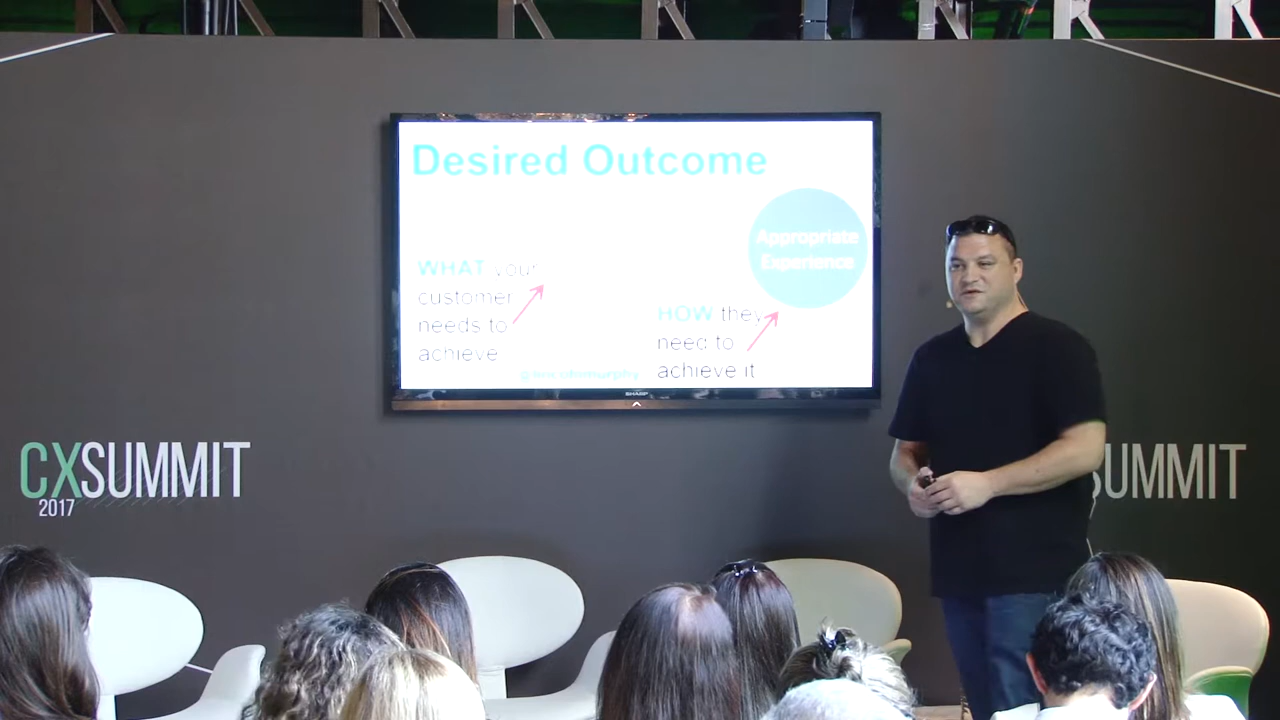 Desired Outcome
Appropriate
Experience
WHAT your
customer
needs to
achieve
HOW they
need to
achieve it
SHARP
CXSUMMIT
2017
SUMMIT